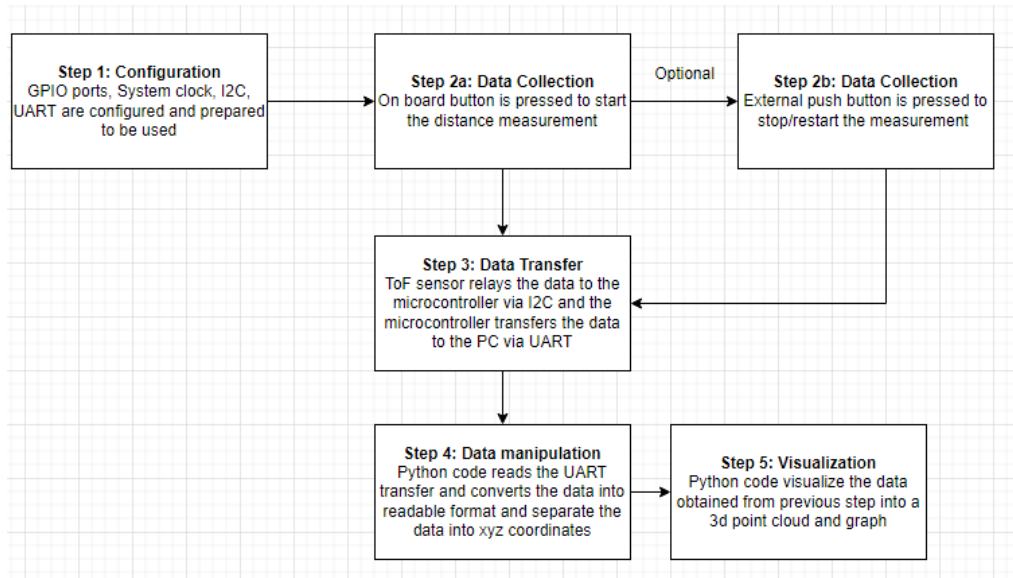 Step 1: Configuration
GPIO ports, System clock, I2C,
UART are configured and prepared
to be used
Step 2a: Data Collection
On board button is pressed to start
the distance measurement
Optional
Step 2b: Data Collection
External push button is pressed to
stop/restart the measurement
Step 3: Data Transfer
ToF sensor relays the data to the
microcontroller via I2C and the
microcontroller transfers the data
to the PC via UART
Step 4: Data manipulation
Python code reads the UART
transfer and converts the data into
readable format and separate the
data into xyz coordinates
Step 5: Visualization
Python code visualize the data
obtained from previous step into a
3d point cloud and graph